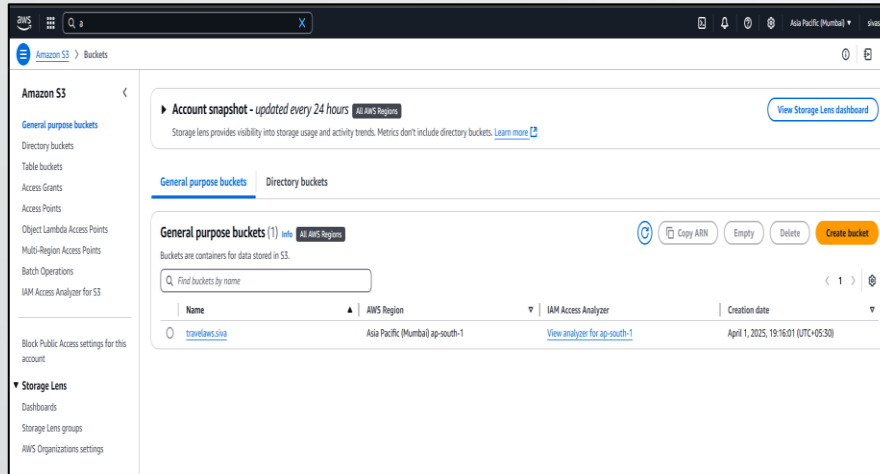 aws
a
Asia Pacific (Mumbai)
sivas
Amazon S3 > Buckets
Amazon S3
General purpose buckets
Directory buckets
Table buckets
Access Grants
Access Points
Object Lambda Access Points
Multi-Region Access Points
Batch Operations
IAM Access Analyzer for S3
Block Public Access settings for this
account
Storage Lens
Dashboards
Storage Lens groups
AWS Organizations settings
Account snapshot - updated every 24 hours All AWS Regions
View Storage Lens dashboard
Storage lens provides visibility into storage usage and activity trends. Metrics don't include directory buckets. Learn more
General purpose buckets Directory buckets
General purpose buckets (1) Info All AWS Regions
Copy ARN Empty Delete Create bucket
Buckets are containers for data stored in S3.
Find buckets by name
1
Name AWS Region IAM Access Analyzer Creation date
travelaws.siva Asia Pacific (Mumbai) ap-south-1 View analyzer for ap-south-1 April 1, 2025, 19:16:01 (UTC+05:30)